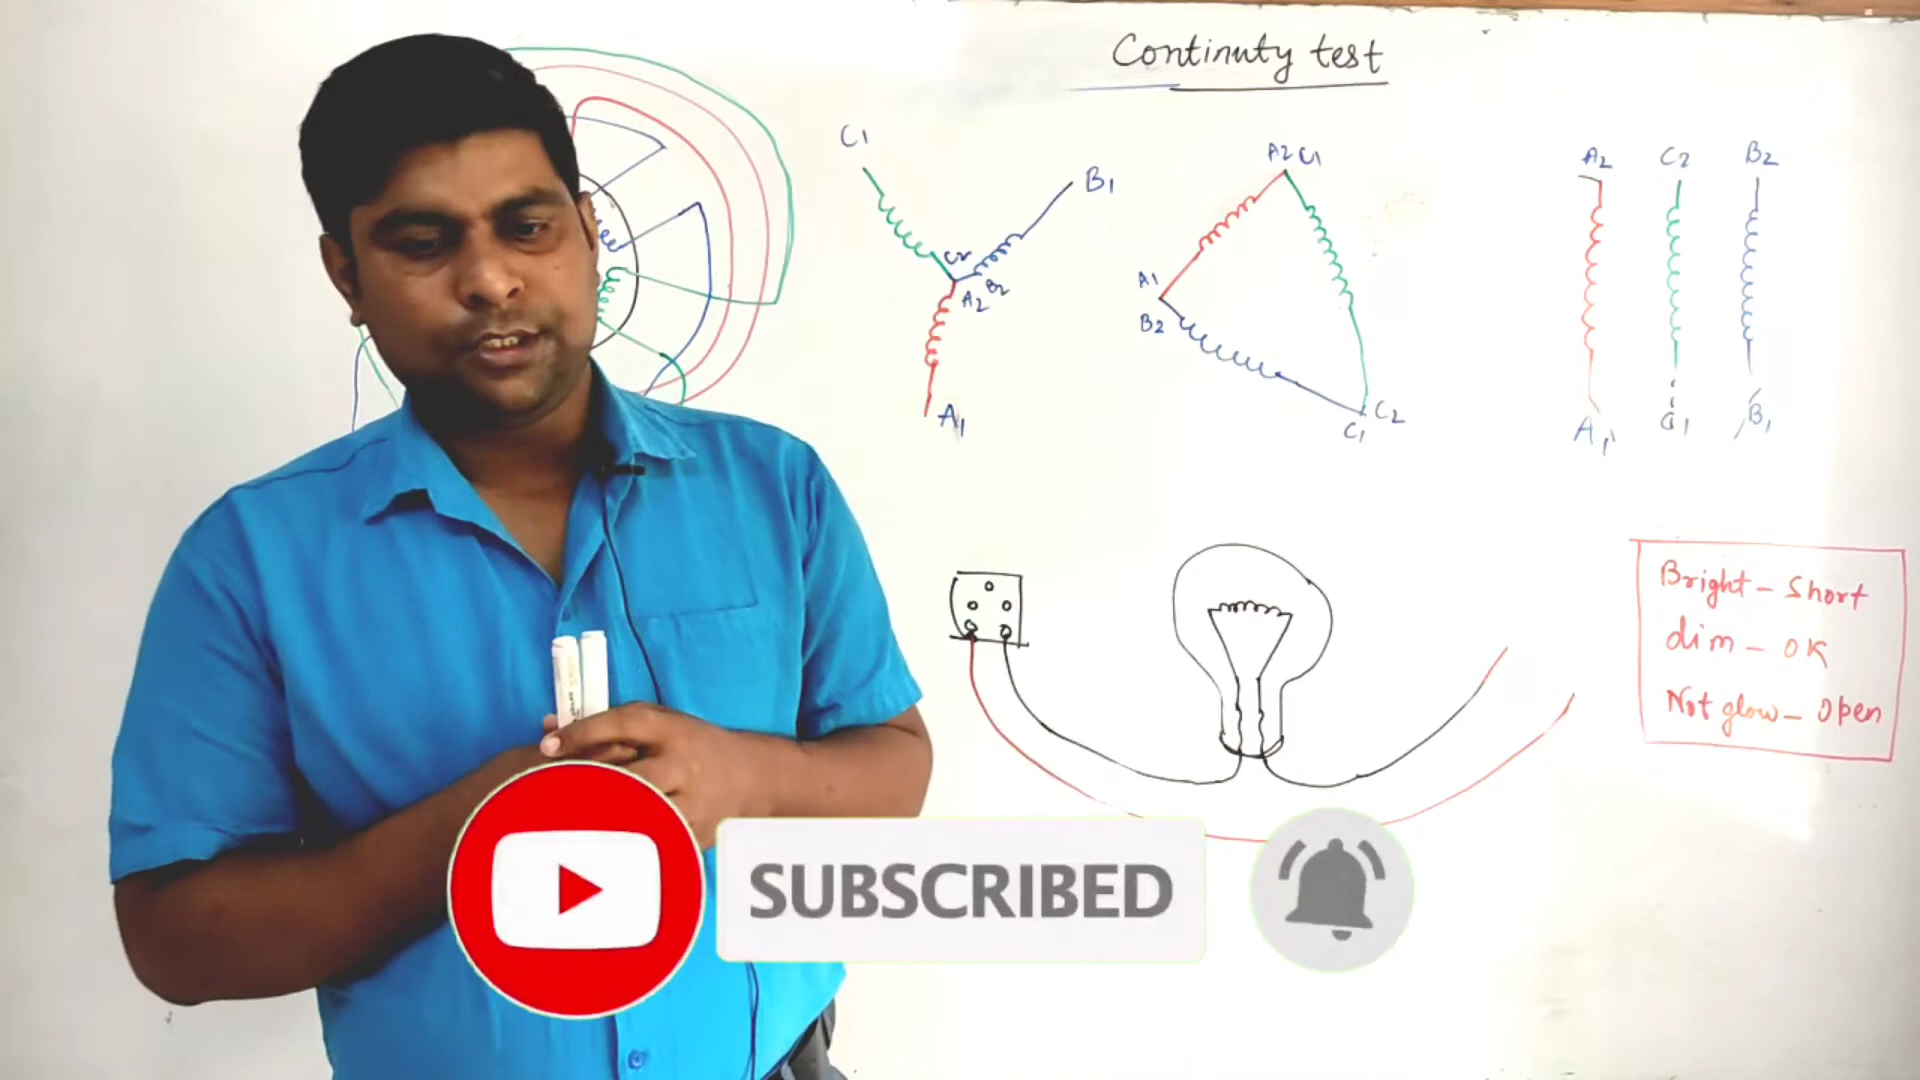 Continuty test
C1
B1
C2
A2 B2
A1
A2 C1
A1
B2
C2
C1
A2 C2 B2
A1 C1 B1
Bright - Short
dim - OK
Not glow - Open
SUBSCRIBED